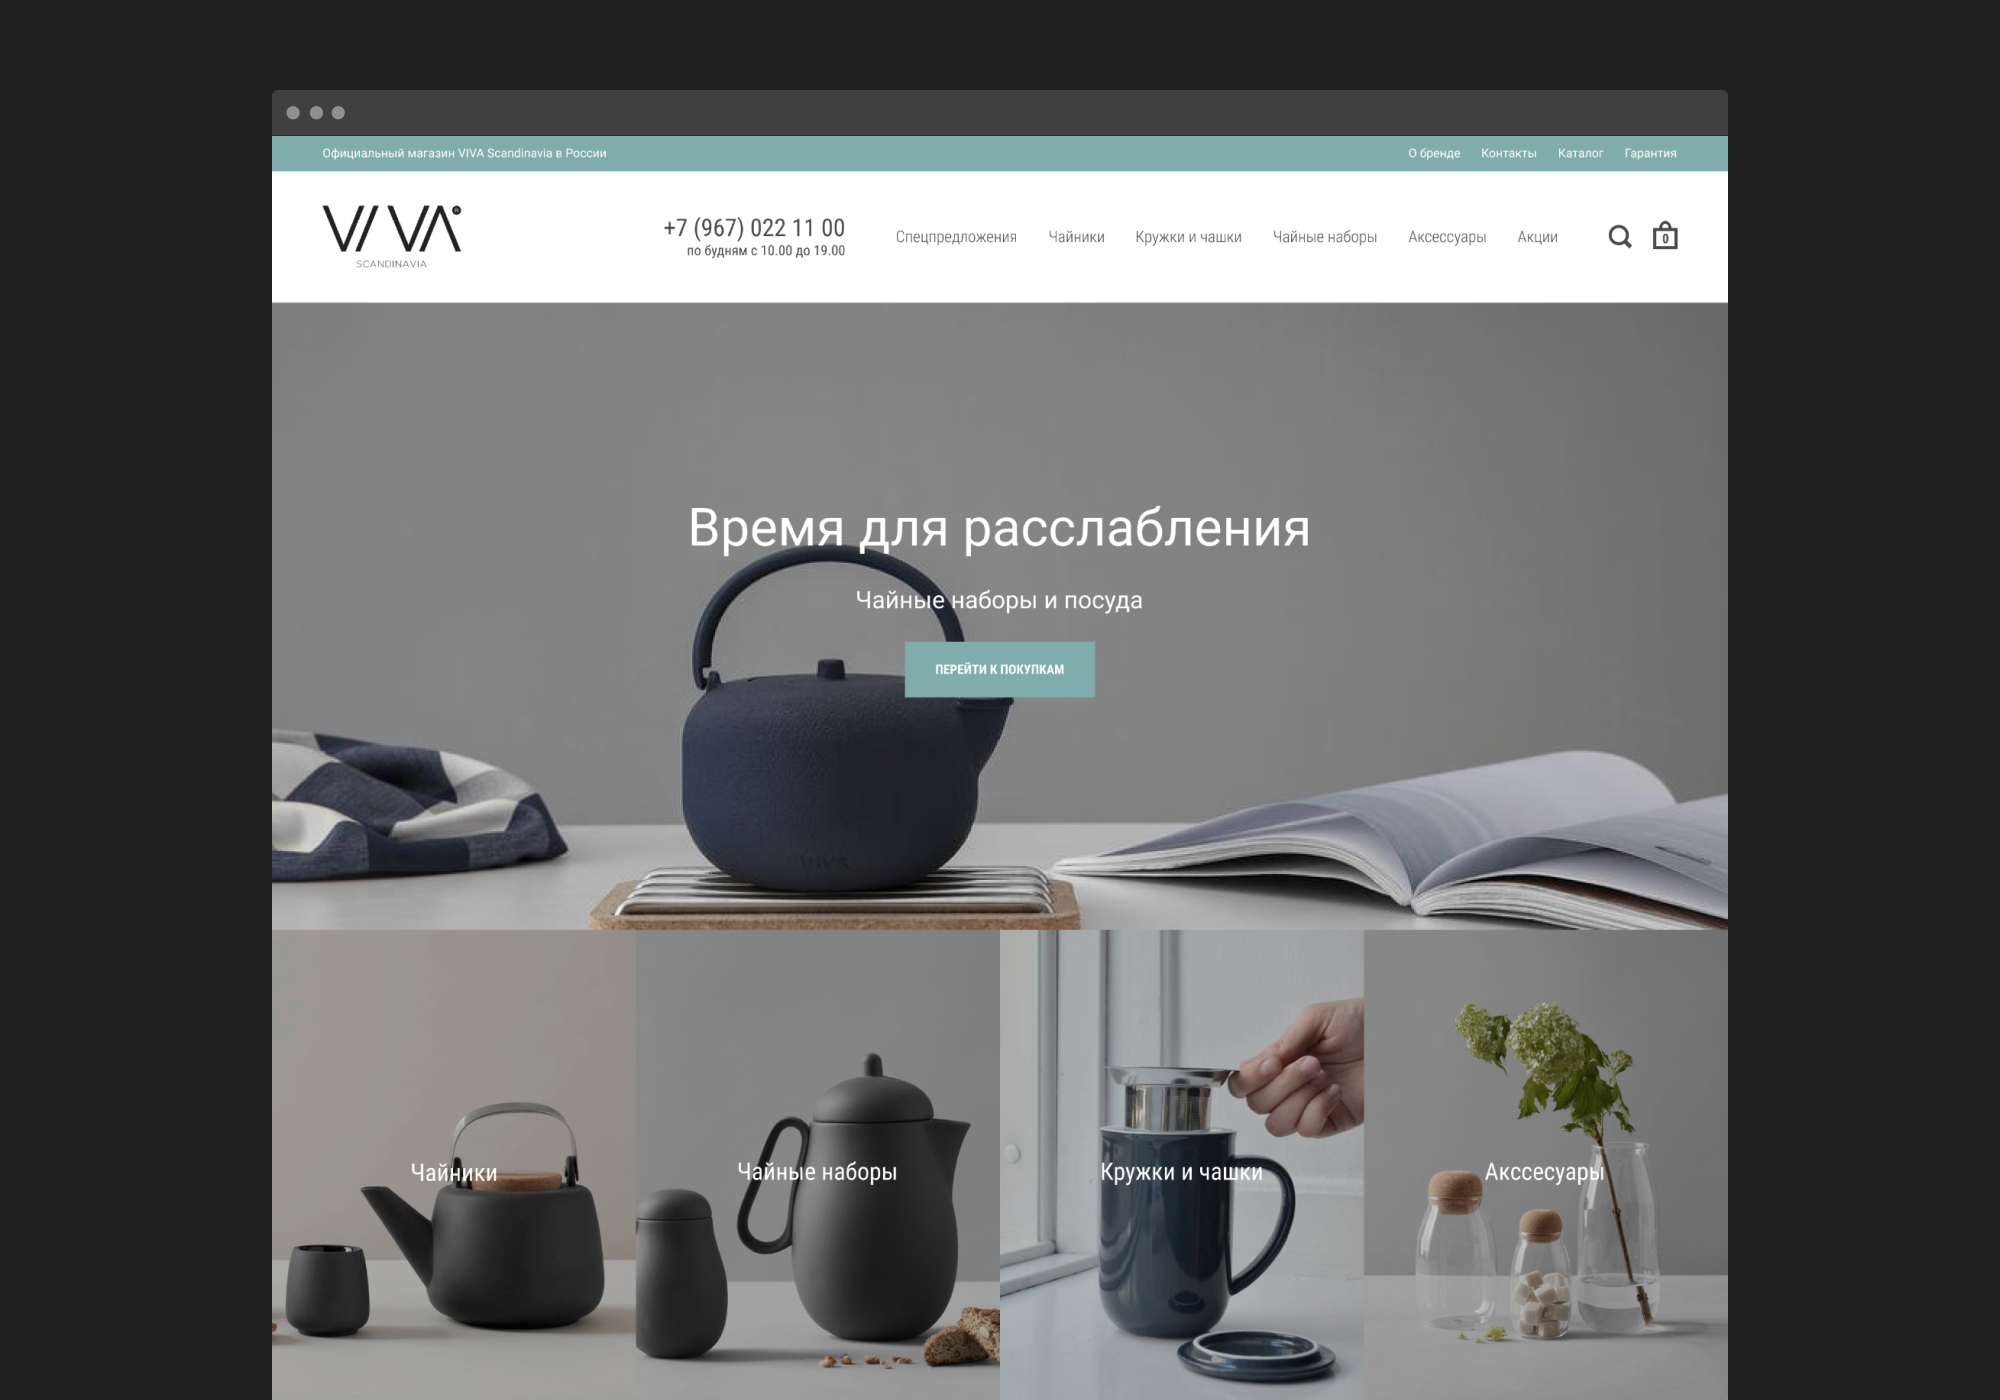 Официальный магазин VIVA Scandinavia в России
О бренде Контакты Каталог Гарантия
VIVA®
SCANDINAVIA
+7 (967) 022 11 00
по будням с 10.00 до 19.00
Спецпредложения Чайники Кружки и чашки Чайные наборы Аксессуары Акции
0
Время для расслабления
Чайные наборы и посуда
ПЕРЕЙТИ К ПОКУПКАМ
VIVA
Чайники
Чайные наборы
Кружки и чашки
Акссесуары